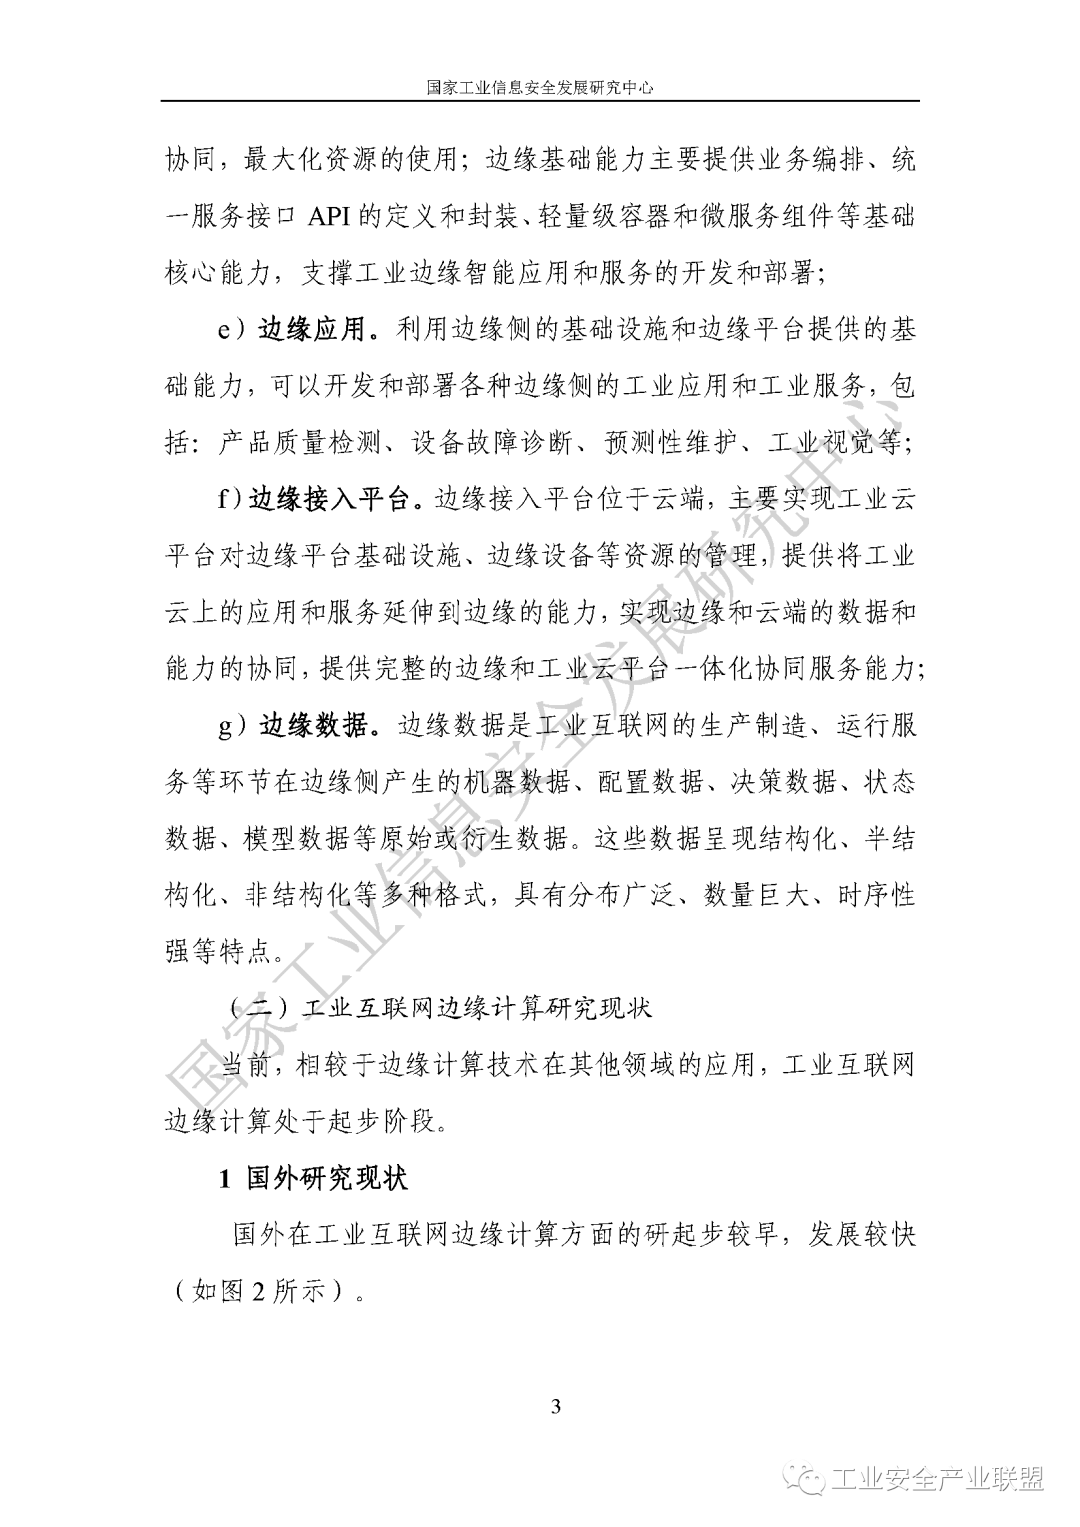 国家工业信息安全发展研究中心
协同，最大化资源的使用；边缘基础能力主要提供业务编排、统
一服务接口 API 的定义和封装、轻量级容器和微服务组件等基础
核心能力，支撑工业边缘智能应用和服务的开发和部署；
e）边缘应用。利用边缘侧的基础设施和边缘平台提供的基
础能力，可以开发和部署各种边缘侧的工业应用和工业服务，包
括：产品质量检测、设备故障诊断、预测性维护、工业视觉等；
f）边缘接入平台。边缘接入平台位于云端，主要实现工业云
平台对边缘平台基础设施、边缘设备等资源的管理，提供将工业
云上的应用和服务延伸到边缘的能力，实现边缘和云端的数据和
能力的协同，提供完整的边缘和工业云平台一体化协同服务能力；
g）边缘数据。边缘数据是工业互联网的生产制造、运行服
务等环节在边缘侧产生的机器数据、配置数据、决策数据、状态
数据、模型数据等原始或衍生数据。这些数据呈现结构化、半结
构化、非结构化等多种格式，具有分布广泛、数量巨大、时序性
强等特点。
（二）工业互联网边缘计算研究现状
当前，相较于边缘计算技术在其他领域的应用，工业互联网
边缘计算处于起步阶段。
1 国外研究现状
国外在工业互联网边缘计算方面的研起步较早，发展较快
（如图 2 所示）。
3
国家工业信息安全发展研究中心
工业安全产业联盟